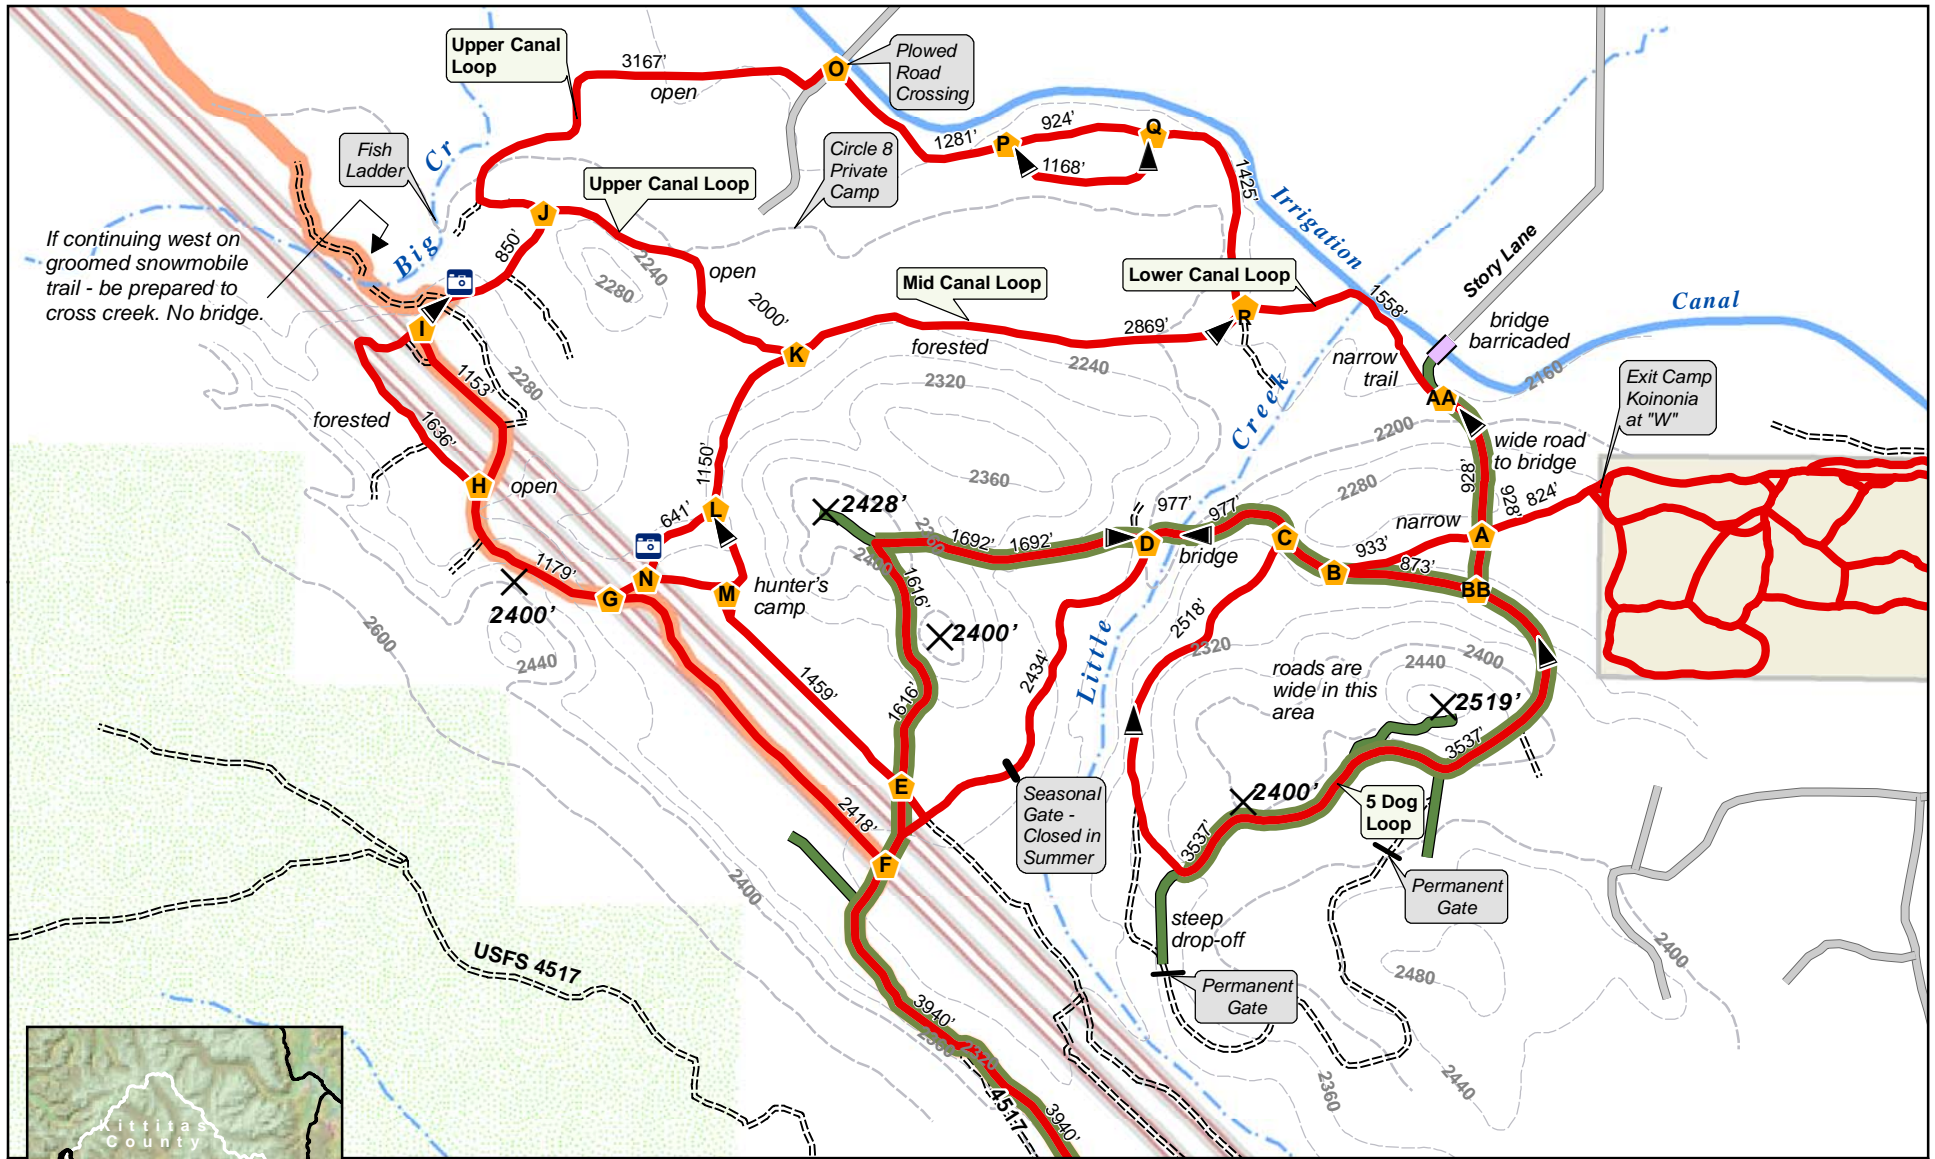 Upper Canal
Loop
3167'
open
O
Plowed
Road
Crossing
Fish
Ladder
Big Cr
Circle 8
Private
Camp
1281'
P
924'
Q
1168'
1425'
Irrigation
Canal
Upper Canal Loop
J
850'
If continuing west on
groomed snowmobile
trail - be prepared to
cross creek. No bridge.
2240
2280
open
2000'
Mid Canal Loop
Lower Canal Loop
R
1558'
Story Lane
bridge
barricaded
I
K
2869'
forested
2240
2320
narrow
trail
2160
1153'
2280
forested
1636'
Exit Camp
Koinonia
at "W"
AA
Creek
2200
wide road
to bridge
1150'
2360
2280
928'
928'
824'
H
open
L
641'
2428'
977'
977'
narrow
A
N
1692'
1692'
D
bridge
C
933'
B
873'
BB
1179'
G
M
hunter's
camp
2400'
1616'
2400'
2600
2440
2518'
2320
Little
2434'
roads are
wide in this
area
2440
2400
2519'
1459'
1616'
3537'
E
2400'
5 Dog
Loop
2418'
F
Seasonal
Gate -
Closed in
Summer
3537'
2400
Permanent
Gate
steep
drop-off
2400
2480
USFS 4517
Permanent
Gate
3940'
2360
2440
4517
3940'
Kittitas
County